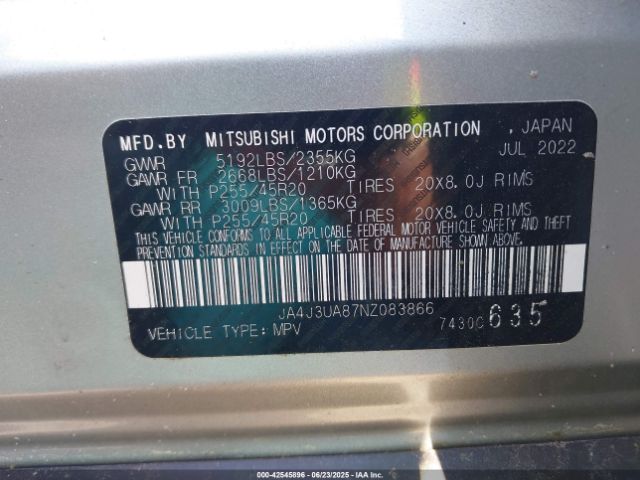 MFD.BY MITSUBISHI MOTORS CORPORATION , JAPAN
GVWR 5192LBS/2355KG JUL 2022
GAWR FR 2668LBS/1210KG
WITH P255/45R20 TIRES 20X8.0J RIMS
GAWR RR 3009LBS/1365KG
WITH P255/45R20 TIRES 20X8.0J RIMS
THIS VEHICLE CONFORMS TO ALL APPLICABLE FEDERAL MOTOR VEHICLE SAFETY AND THEFT
PREVENTION STANDARDS IN EFFECT ON THE DATE OF MANUFACTURE SHOWN ABOVE.
JA4J3UA87NZ083866
VEHICLE TYPE: MPV 7430C 635
000-42545896 - 06/23/2025 - IAA Inc.